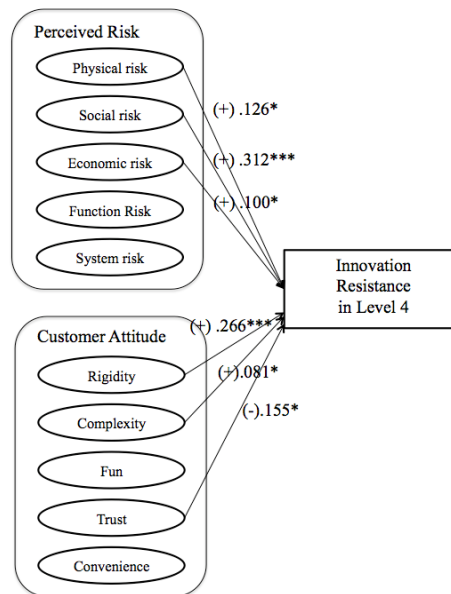 Perceived Risk
Physical risk
Social risk
Economic risk
Function Risk
System risk
(+) .126*
(+) .312***
(+) .100*
Innovation
Resistance
in Level 4
Customer Attitude
Rigidity
Complexity
Fun
Trust
Convenience
(+) .266***
(+).081*
(-).155*